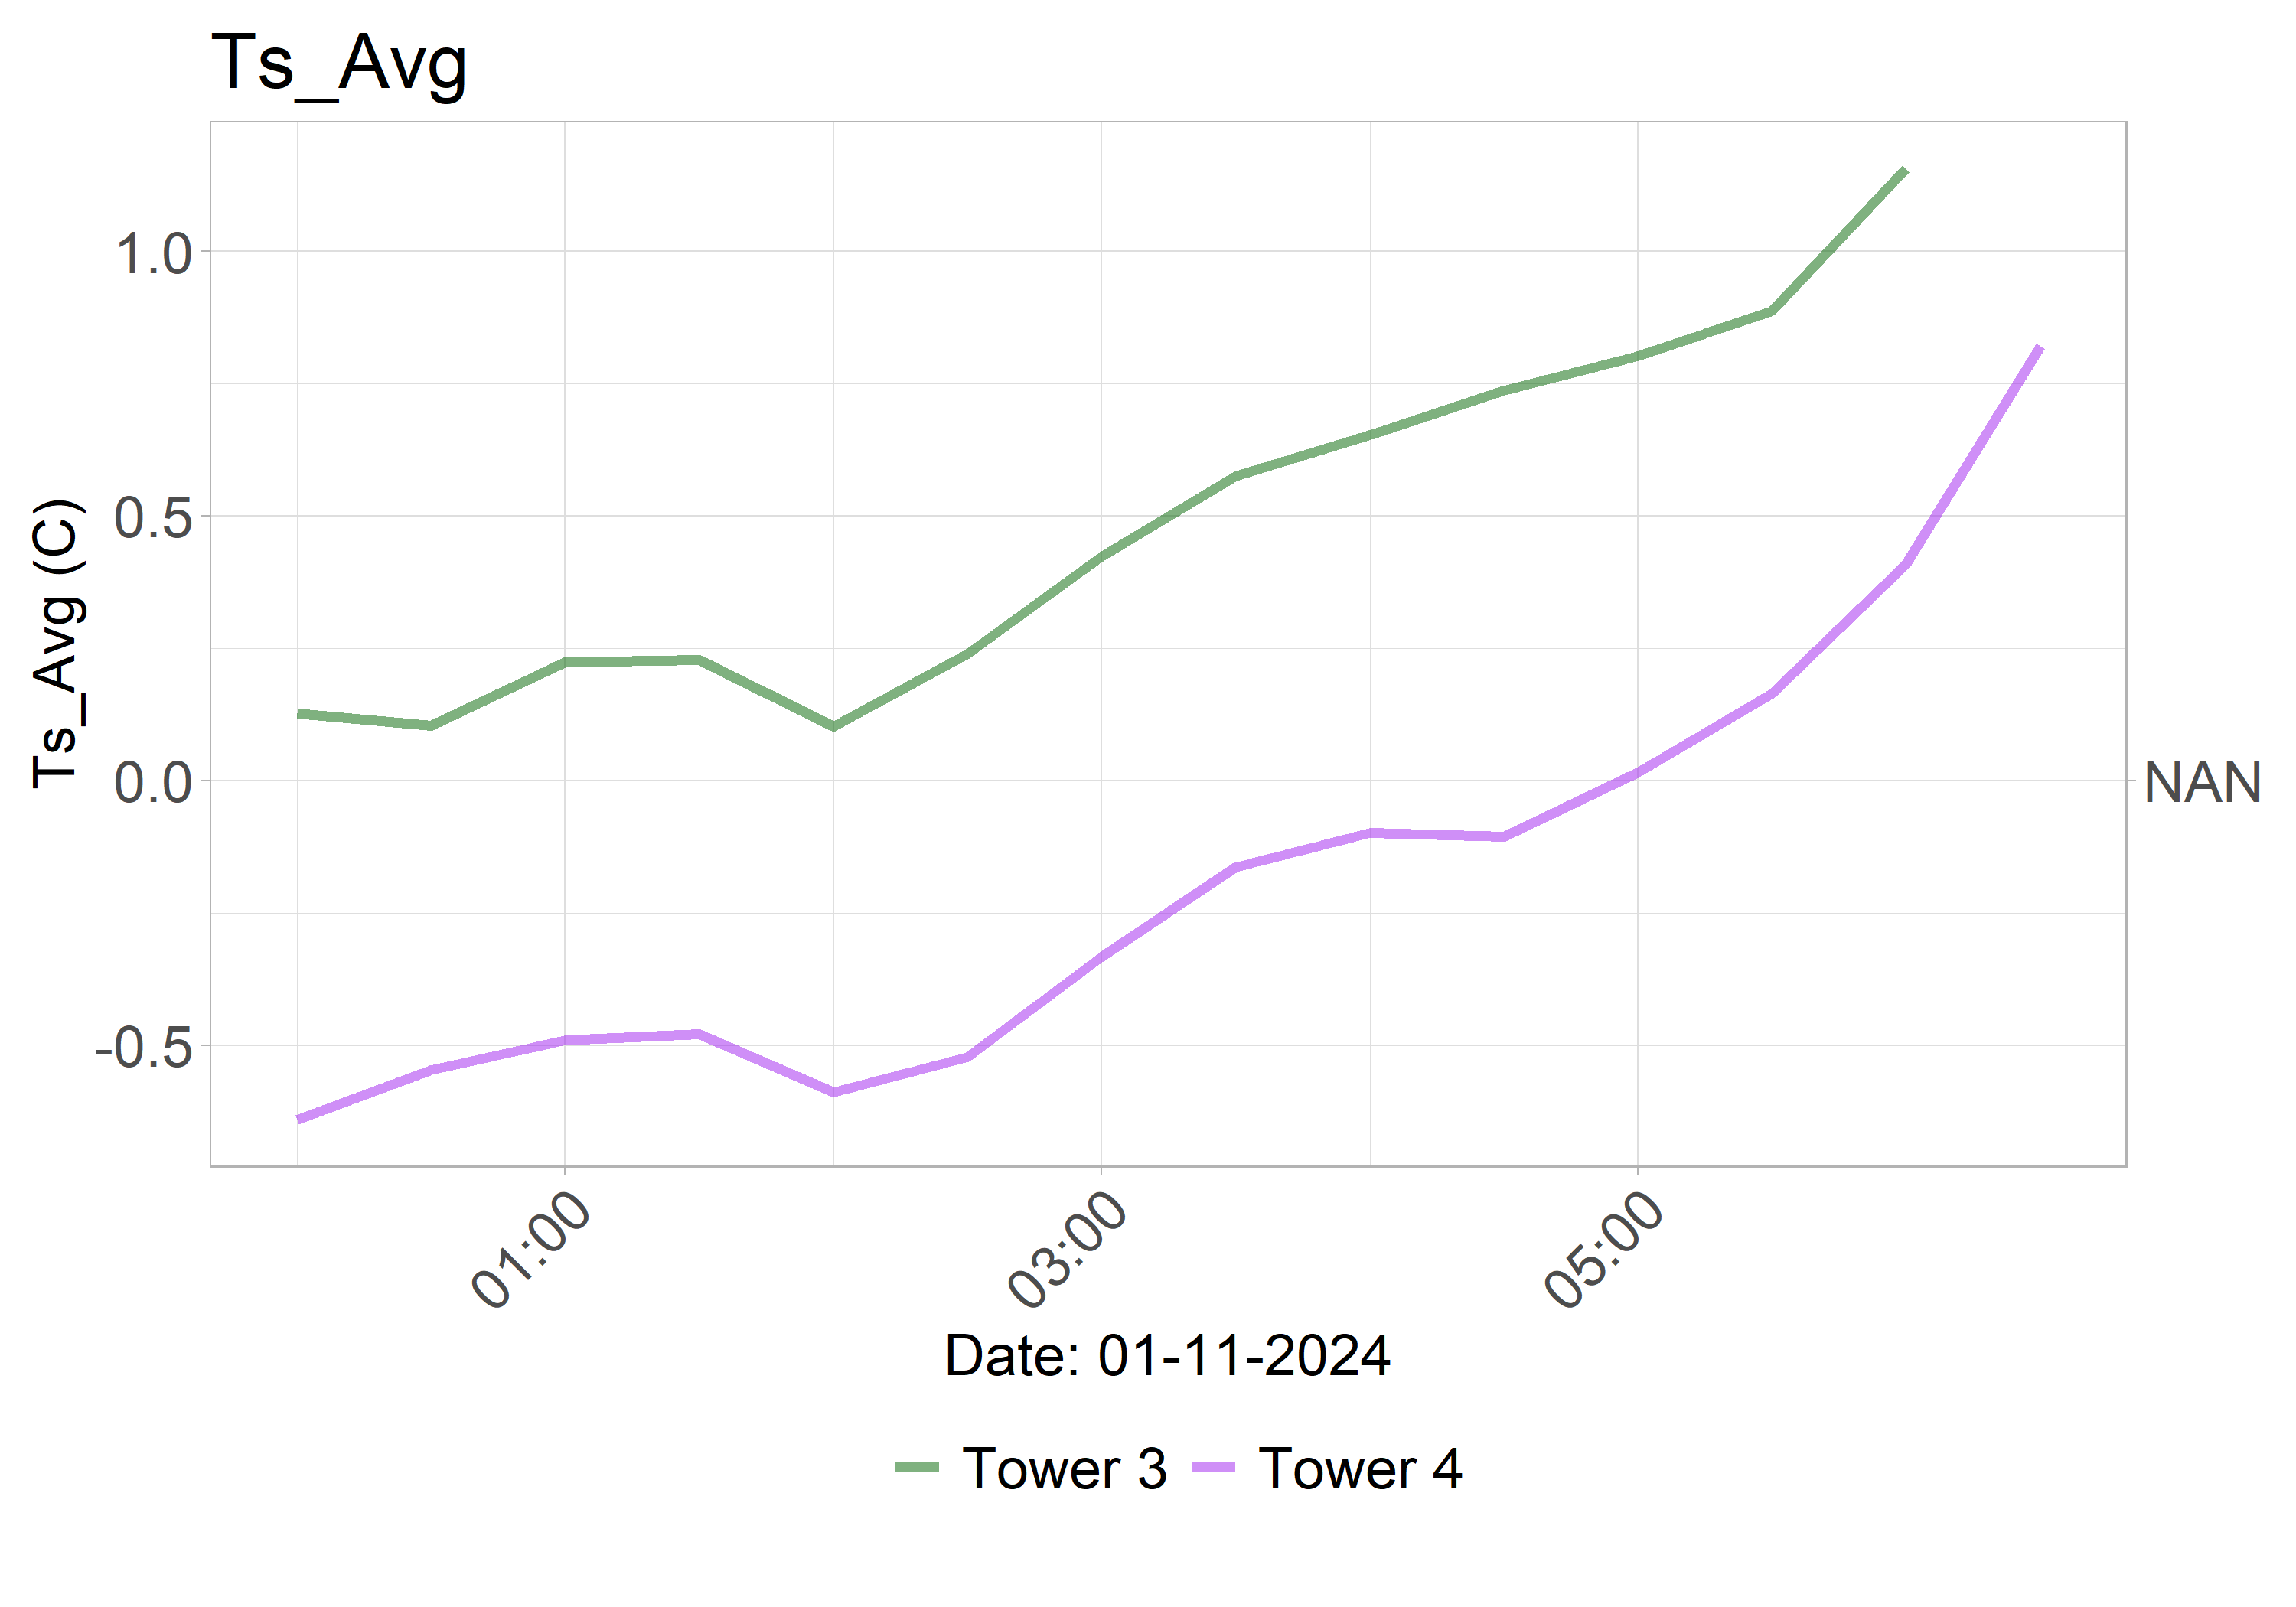 Ts_Avg
Ts_Avg (C)
1.0
0.5
0.0
-0.5
NAN
01:00
03:00
05:00
Date: 01-11-2024
Tower 3
Tower 4